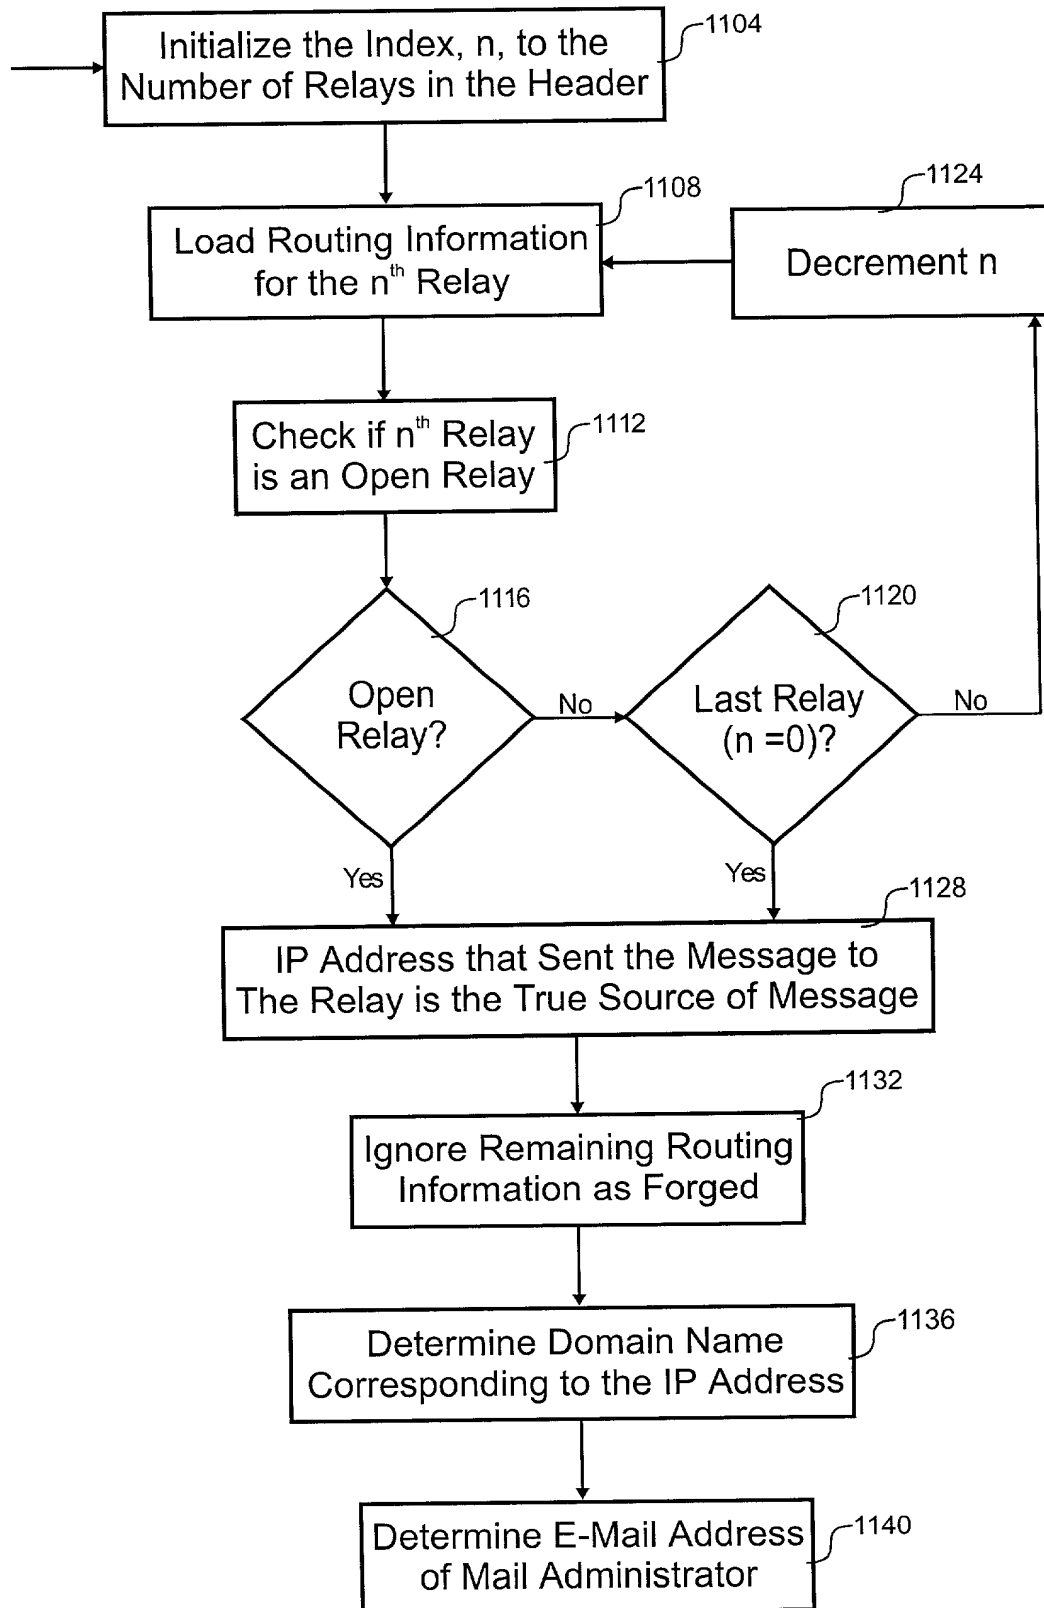 1104
Initialize the Index, n, to the
Number of Relays in the Header
1108
1124
Load Routing Information
for the nth Relay
Decrement n
1112
Check if nth Relay
is an Open Relay
1116
1120
Open
Relay?
No
Last Relay
(n =0)?
No
Yes
Yes
1128
IP Address that Sent the Message to
The Relay is the True Source of Message
1132
Ignore Remaining Routing
Information as Forged
1136
Determine Domain Name
Corresponding to the IP Address
1140
Determine E-Mail Address
of Mail Administrator